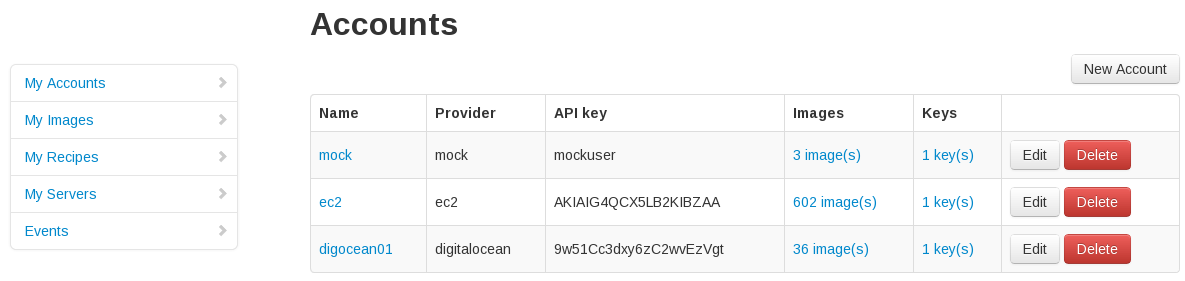 Accounts
My Accounts
My Images
My Recipes
My Servers
Events
New Account
Name Provider API key Images Keys
mock mock mockuser 3 image(s) 1 key(s) Edit Delete
ec2 ec2 AKIAIG4QCX5LB2KIBZAA 602 image(s) 1 key(s) Edit Delete
digocean01 digitalocean 9w51Cc3dxy6zC2wvEzVgt 36 image(s) 1 key(s) Edit Delete